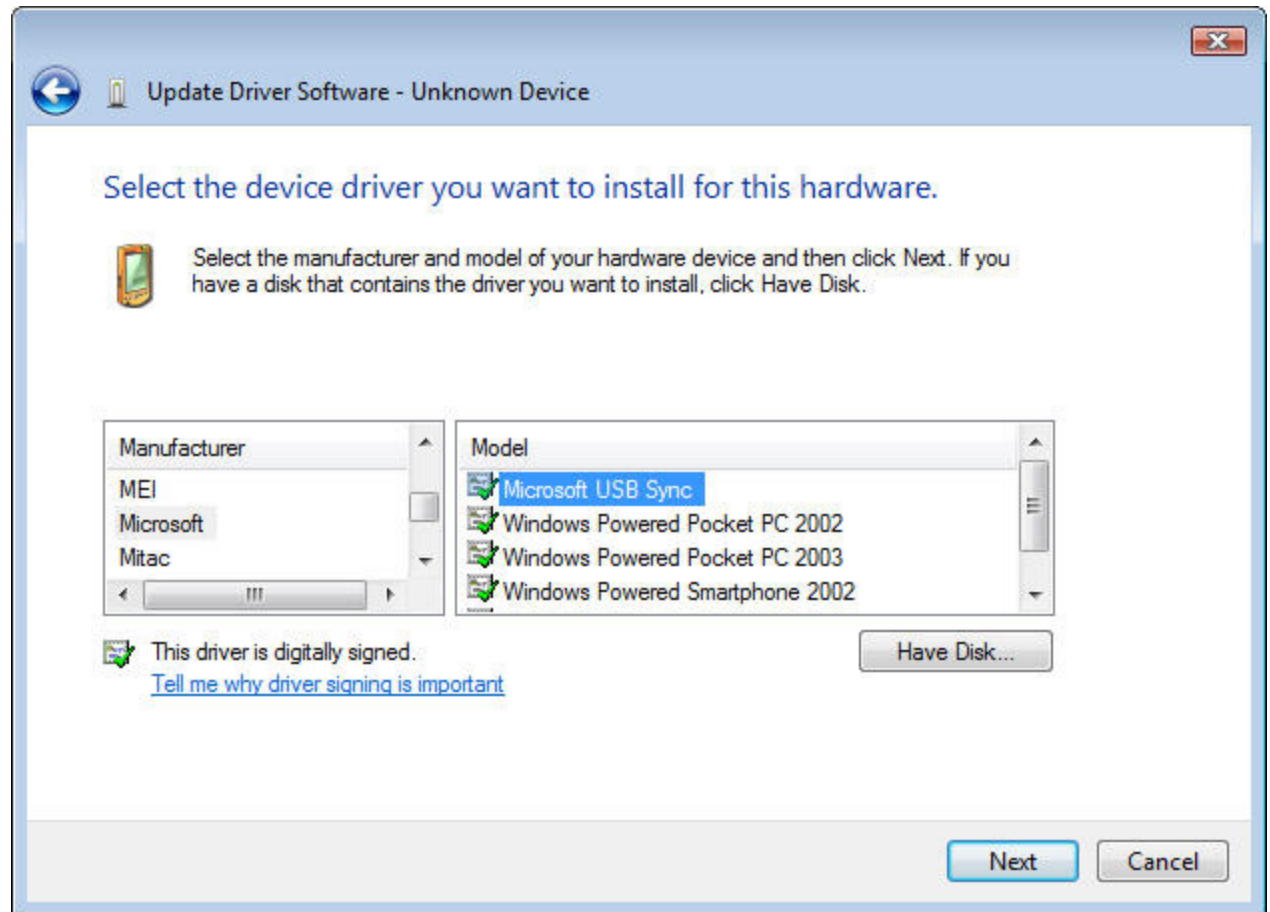 Update Driver Software - Unknown Device
Select the device driver you want to install for this hardware.
Select the manufacturer and model of your hardware device and then click Next. If you
have a disk that contains the driver you want to install, click Have Disk.
Manufacturer
MEI
Microsoft
Mitac
Model
Microsoft USB Sync
Windows Powered Pocket PC 2002
Windows Powered Pocket PC 2003
Windows Powered Smartphone 2002
This driver is digitally signed.
Tell me why driver signing is important
Have Disk...
Next
Cancel